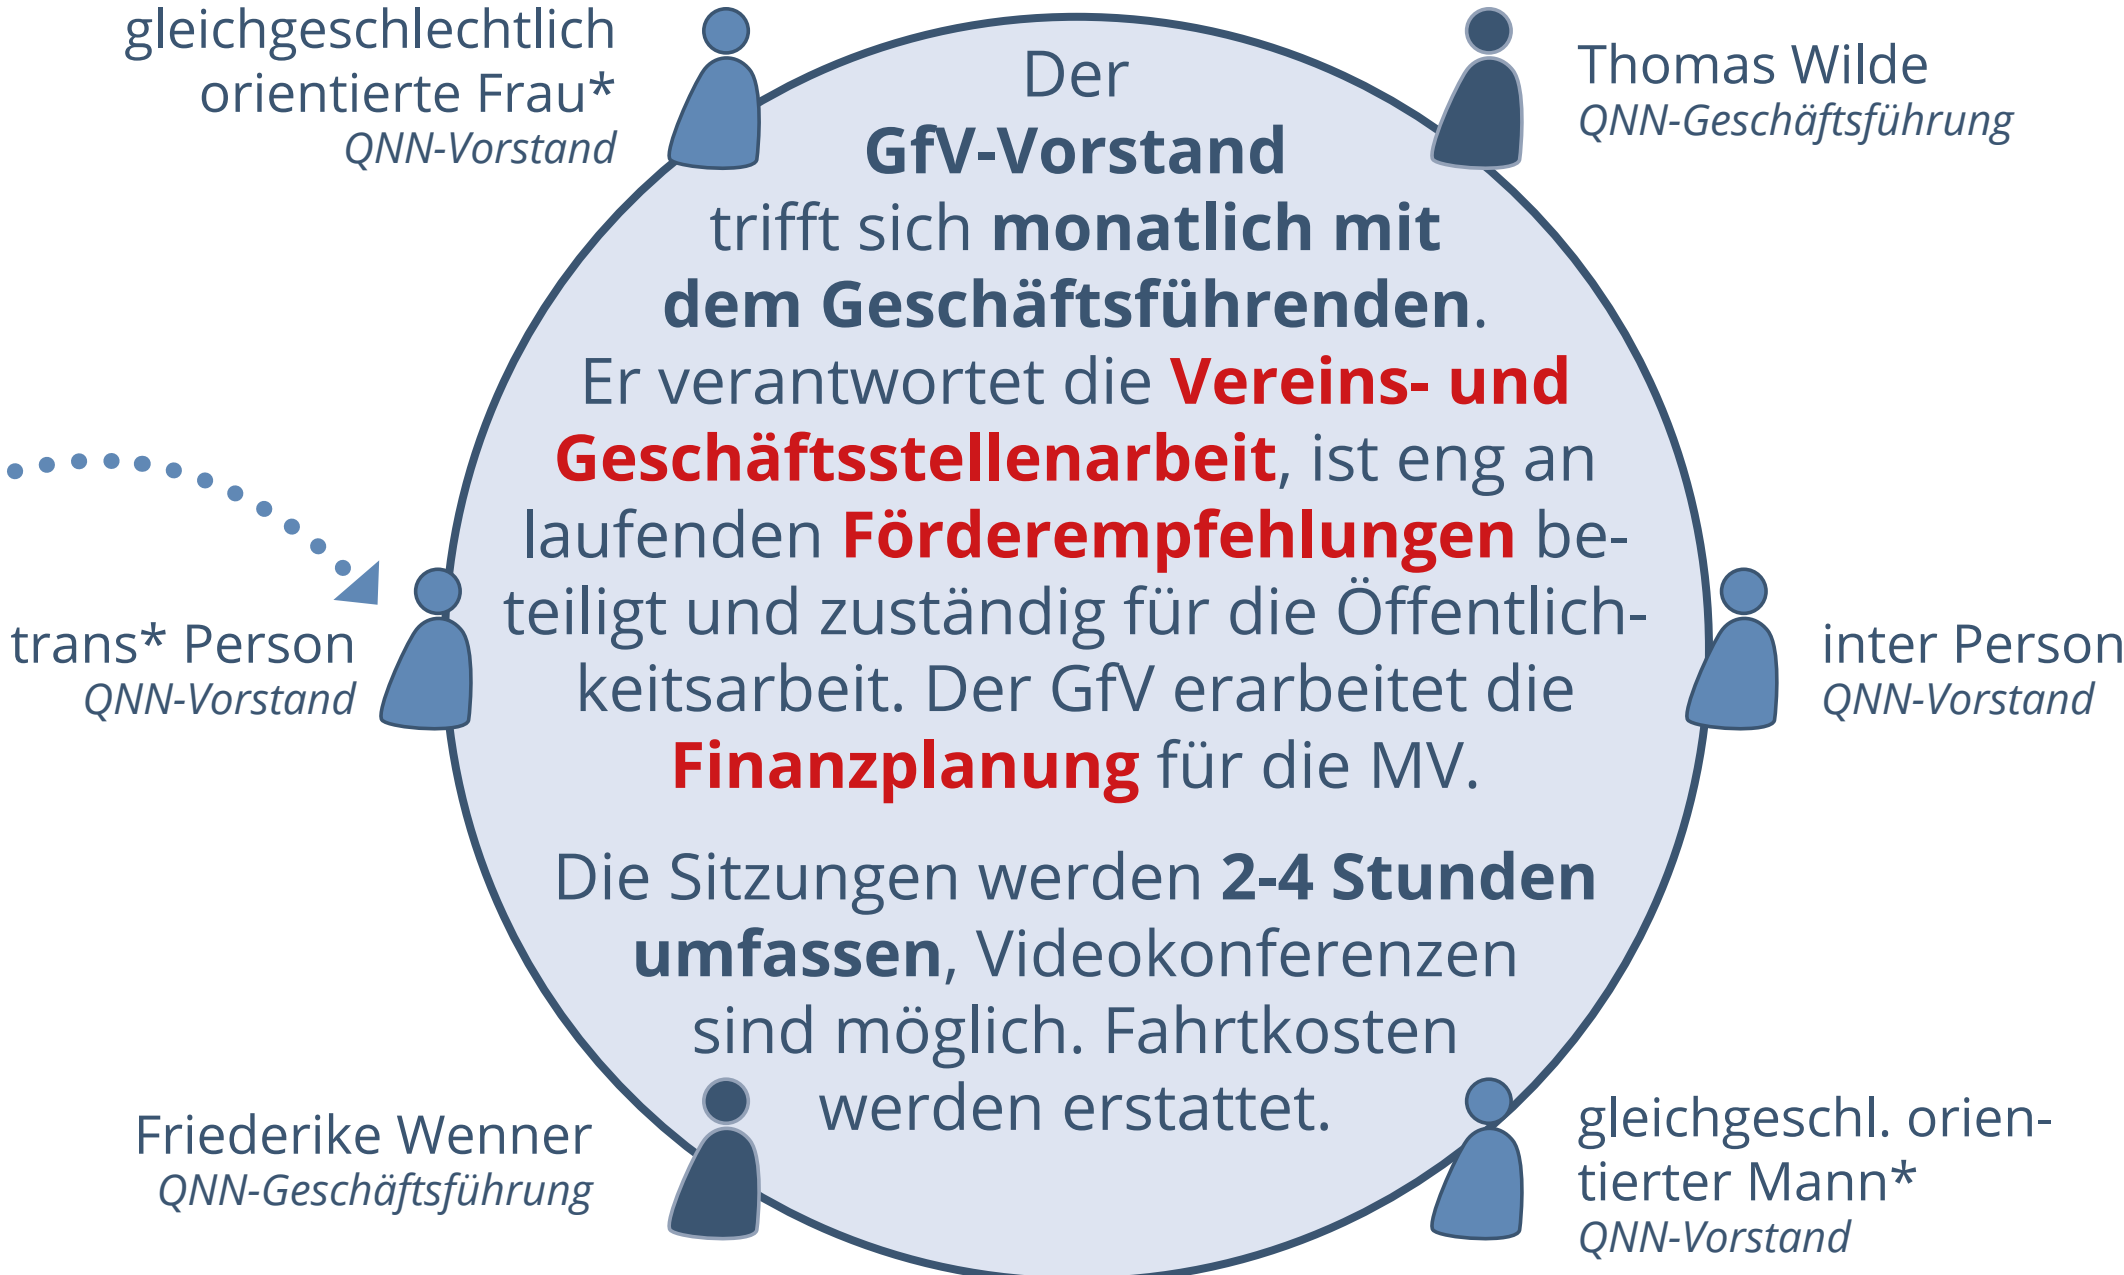 gleichgeschlechtlich
orientierte Frau*
QNN-Vorstand
Thomas Wilde
QNN-Geschäftsführung
Der
GfV-Vorstand
trifft sich monatlich mit
dem Geschäftsführenden.
Er verantwortet die Vereins- und
Geschäftsstellenarbeit, ist eng an
laufenden Förderempfehlungen be-
teiligt und zuständig für die Öffentlich-
keitsarbeit. Der GfV erarbeitet die
Finanzplanung für die MV.
Die Sitzungen werden 2-4 Stunden
umfassen, Videokonferenzen
sind möglich. Fahrtkosten
werden erstattet.
trans* Person
QNN-Vorstand
inter Person
QNN-Vorstand
Friederike Wenner
QNN-Geschäftsführung
gleichgeschl. orien-
tierter Mann*
QNN-Vorstand